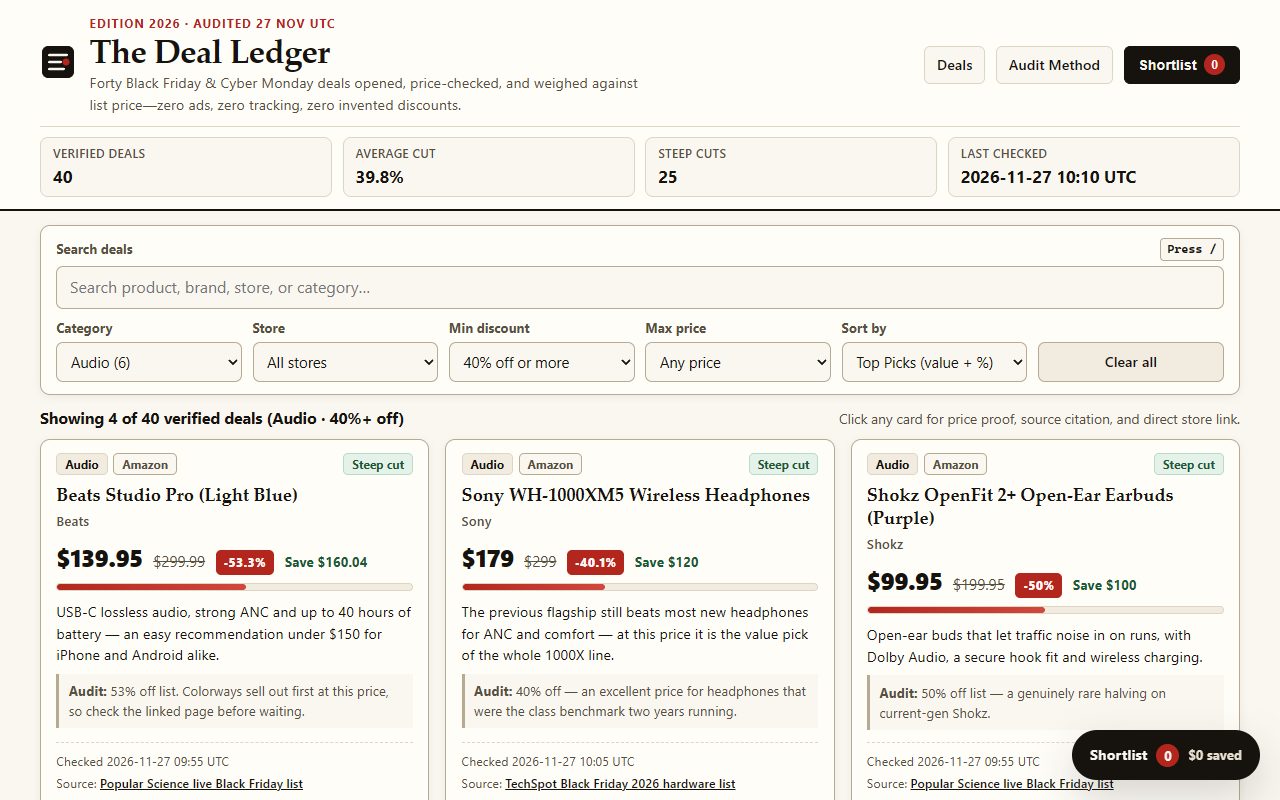 EDITION 2026 · AUDITED 27 NOV UTC
The Deal Ledger
Forty Black Friday & Cyber Monday deals opened, price-checked, and weighed against
list price—zero ads, zero tracking, zero invented discounts.
Deals
Audit Method
Shortlist 0
VERIFIED DEALS
40
AVERAGE CUT
39.8%
STEEP CUTS
25
LAST CHECKED
2026-11-27 10:10 UTC
Search deals
Press /
Search product, brand, store, or category...
Category
Store
Min discount
Max price
Sort by
Audio (6)
All stores
40% off or more
Any price
Top Picks (value + %)
Clear all
Showing 4 of 40 verified deals (Audio · 40%+ off)
Click any card for price proof, source citation, and direct store link.
Audio
Amazon
Steep cut
Beats Studio Pro (Light Blue)
Beats
$139.95 $299.99 -53.3% Save $160.04
USB-C lossless audio, strong ANC and up to 40 hours of
battery — an easy recommendation under $150 for
iPhone and Android alike.
Audit: 53% off list. Colorways sell out first at this price,
so check the linked page before waiting.
Checked 2026-11-27 09:55 UTC
Source: Popular Science live Black Friday list
Audio
Amazon
Steep cut
Sony WH-1000XM5 Wireless Headphones
Sony
$179 $299 -40.1% Save $120
The previous flagship still beats most new headphones
for ANC and comfort — at this price it is the value pick
of the whole 1000X line.
Audit: 40% off — an excellent price for headphones that
were the class benchmark two years running.
Checked 2026-11-27 10:05 UTC
Source: TechSpot Black Friday 2026 hardware list
Audio
Amazon
Steep cut
Shokz OpenFit 2+ Open-Ear Earbuds
(Purple)
Shokz
$99.95 $199.95 -50% Save $100
Open-ear buds that let traffic noise in on runs, with
Dolby Audio, a secure hook fit and wireless charging.
Audit: 50% off list — a genuinely rare halving on
current-gen Shokz.
Checked 2026-11-27 09:55 UTC
Source: Popular Science live Black Friday list
Shortlist 0 $0 saved